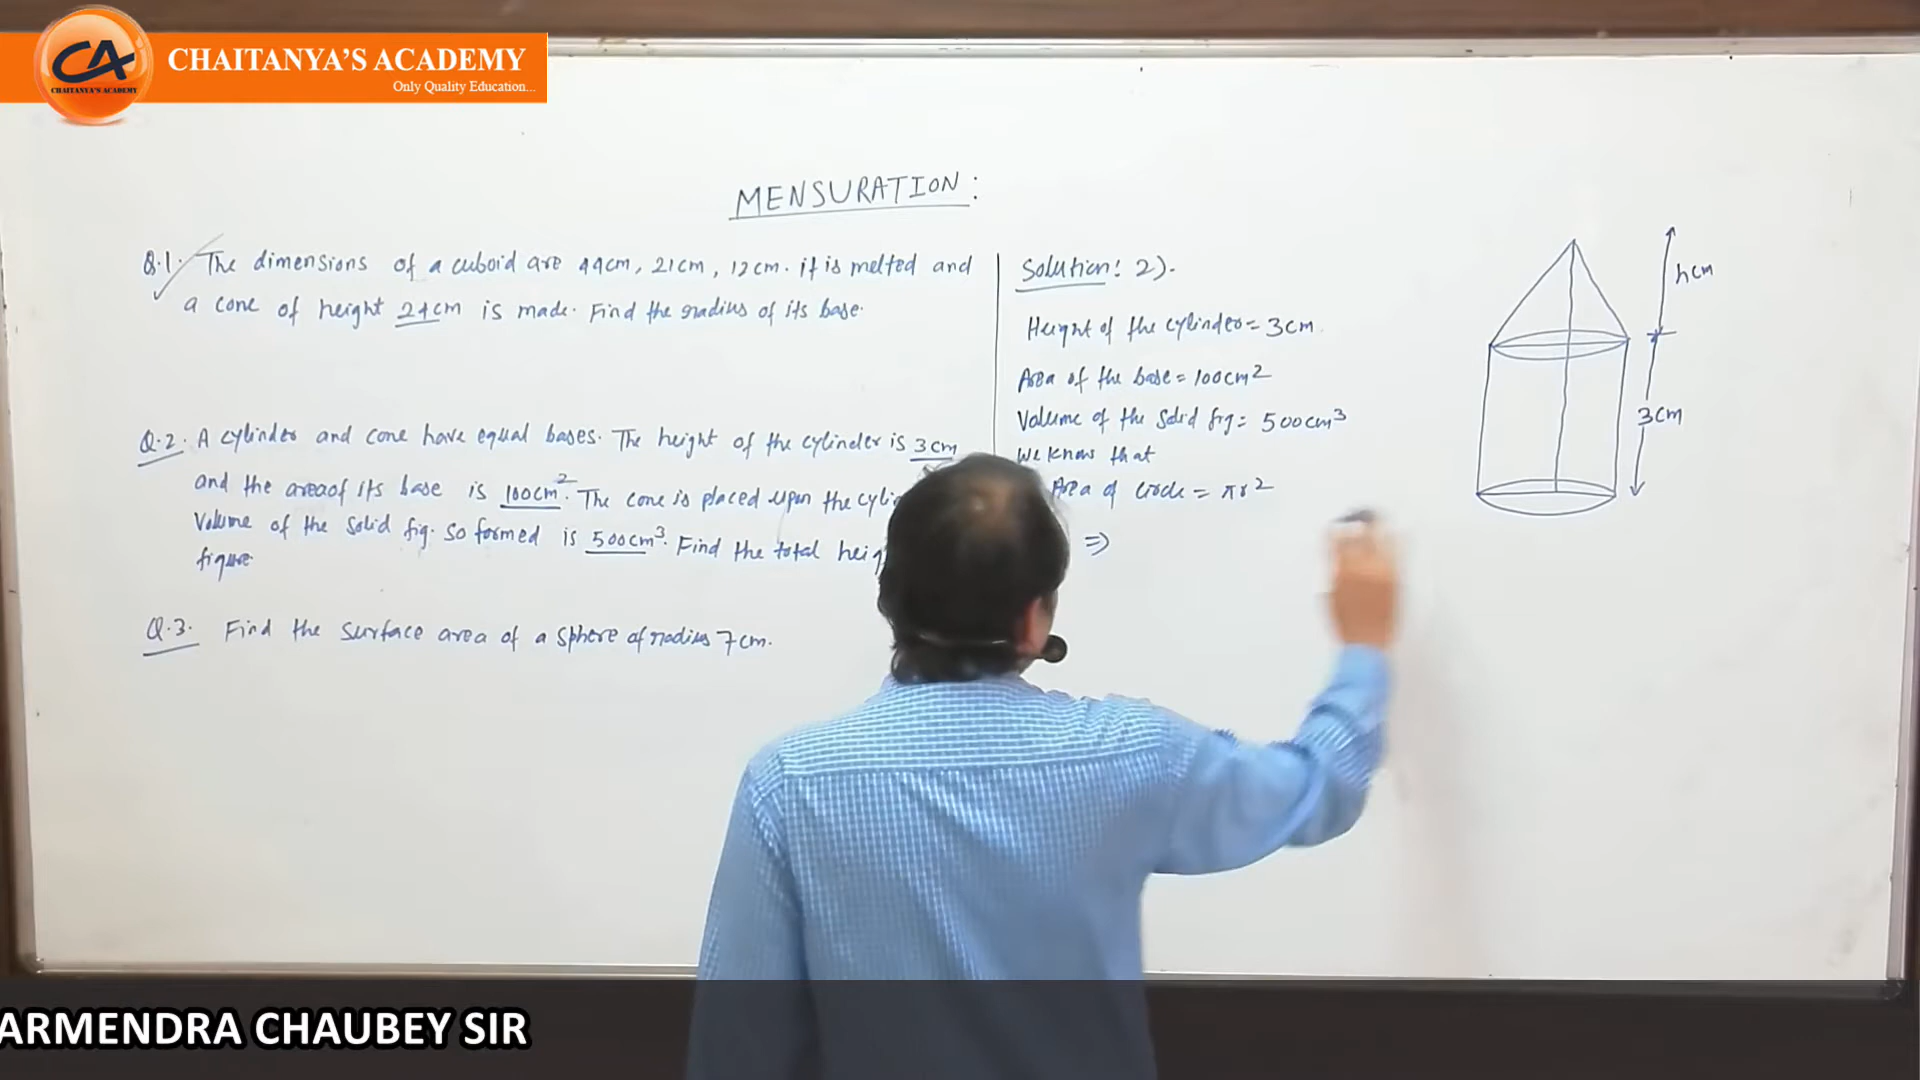 CA
CHAITANYA'S ACADEMY
CHAITANYA'S ACADEMY
Only Quality Education...
MENSURATION:
Q.1. The dimensions of a cuboid are 44cm, 21cm, 12cm. it is melted and
a cone of height 24cm is made. Find the radius of its base.
Q.2. A cylinder and cone have equal bases. The height of the cylinder is 3cm
and the area of its base is 100cm². The cone is placed upon the
Volume of the solid fig. so formed is 500cm³. Find the total
figure
Q.3. Find the surface area of a sphere of radius 7cm.
Solution: 2).
Height of the cylinder = 3cm.
Area of the base = 100cm²
Volume of the solid fig = 500cm³
We know that
Area of circle = πr²
⇒
hcm
3cm
ARMENDRA CHAUBEY SIR